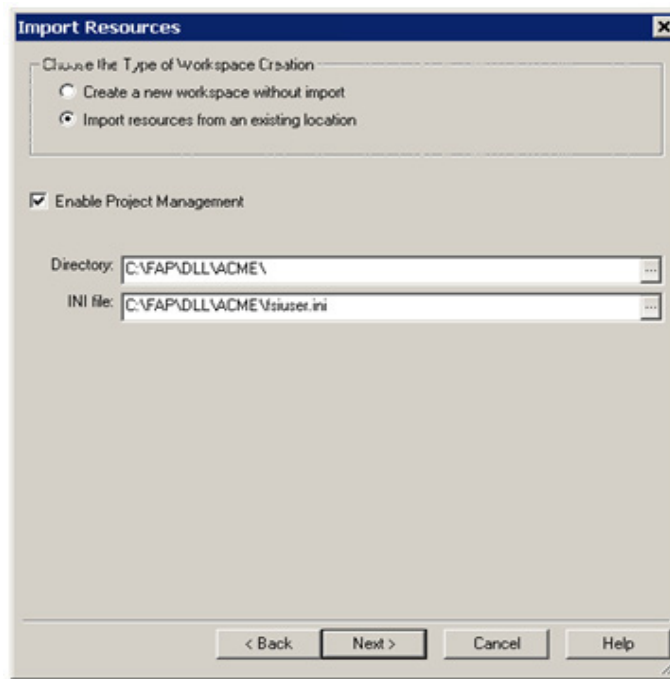 Import Resources
Choose the Type of Workspace Creation
Create a new workspace without import
Import resources from an existing location
Enable Project Management
Directory: C:\FAP\DLL\ACME\ ...
INI file: C:\FAP\DLL\ACME\fsiuser.ini ...
< Back Next > Cancel Help